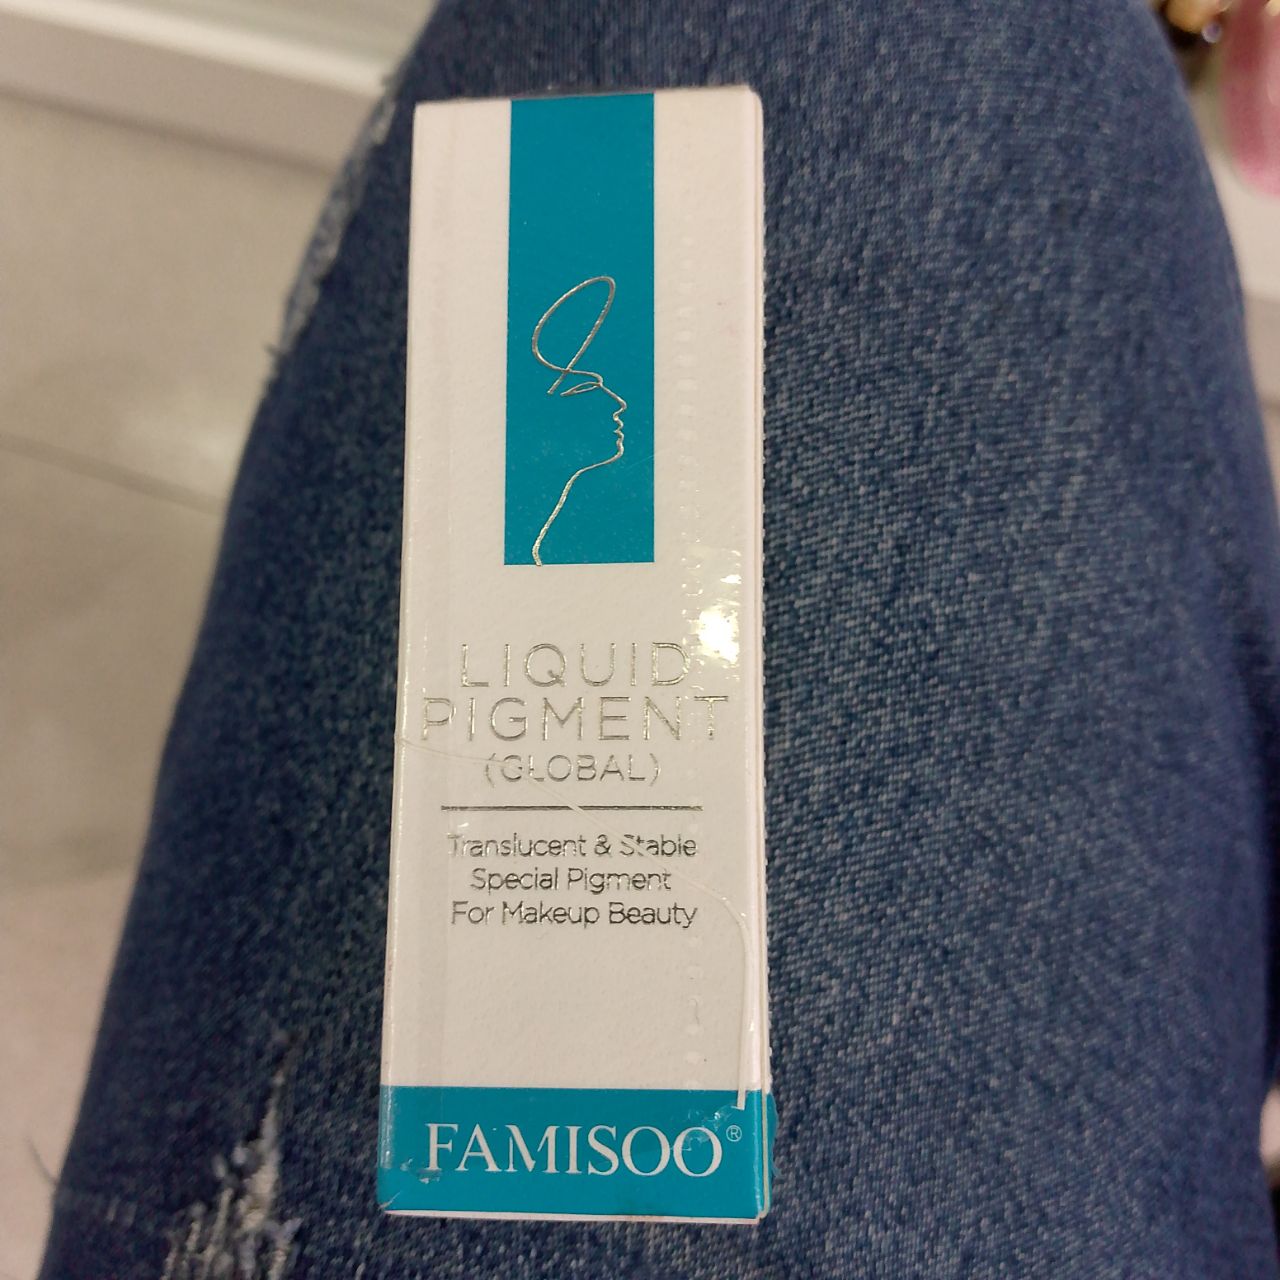 LIQUID
PIGMENT
(GLOBAL)
Translucent & Stable
Special Pigment
For Makeup Beauty
FAMISOO®